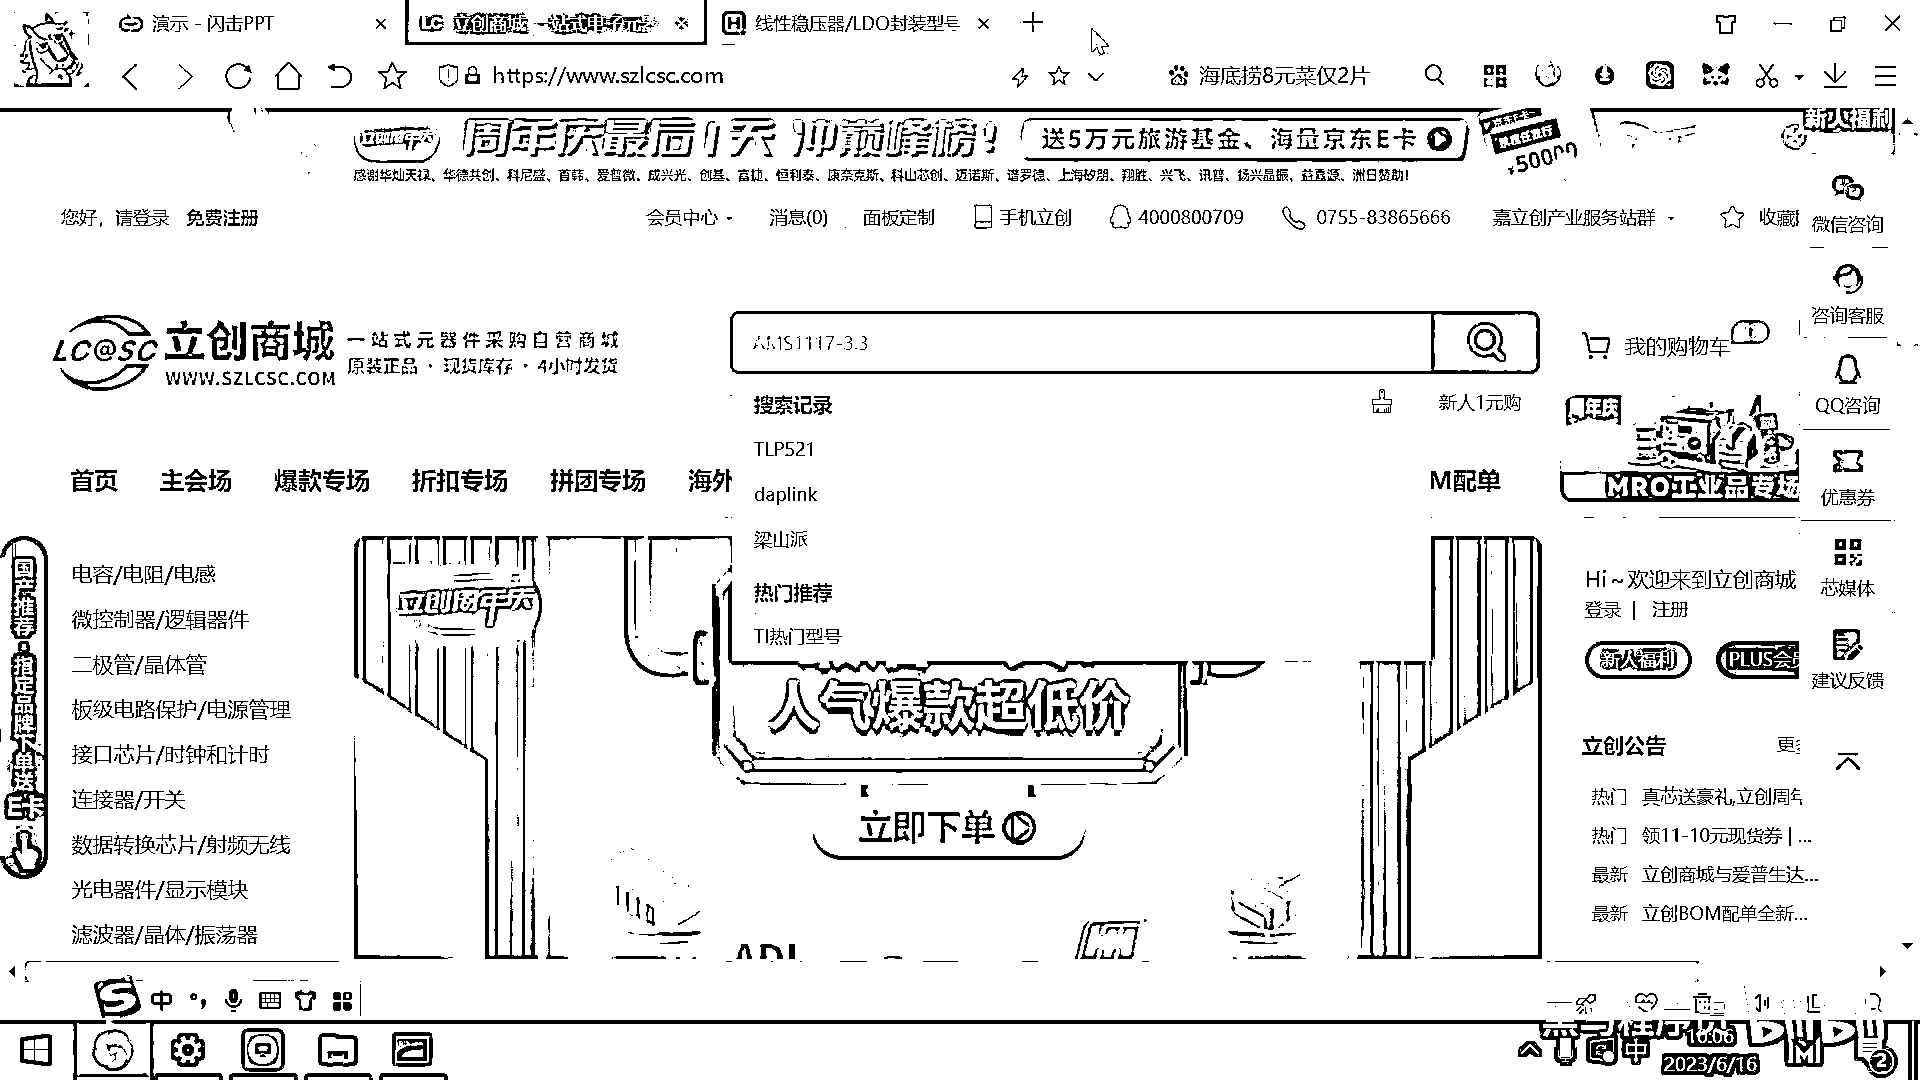 演示 - 闪击PPT
立创商城 一站式电子元
线性稳压器/LDO封装型号
https://www.szlcsc.com
海底捞8元菜仅2片
立创周年庆
周年庆最后1天 冲巅峰榜!
送5万元旅游基金、海量京东E卡
¥50000
新人福利
感谢华灿天禄、华德共创、科尼盛、首韩、爱普微、成兴光、创基、富捷、恒利泰、康奈克斯、科山芯创、迈诺斯、谱罗德、上海矽朋、翔胜、兴飞、讯普、扬兴晶振、益嘉源、洲日赞助!
您好, 请登录 免费注册
会员中心
消息(0)
面板定制
手机立创
4000800709
0755-83865666
嘉立创产业服务站群
收藏
微信咨询
咨询客服
QQ咨询
优惠券
芯媒体
建议反馈
LC@SC 立创商城
WWW.SZLCSC.COM
一站式元器件采购自营商城
原装正品 · 现货库存 · 4小时发货
AMS1117-3.3
我的购物车
1
搜索记录
TLP521
daplink
梁山派
热门推荐
TI热门型号
新人1元购
年庆
MRO工业品专场
首页
主会场
爆款专场
折扣专场
拼团专场
海外
M配单
国产推荐·指定品牌下单送E卡
电容/电阻/电感
微控制器/逻辑器件
二极管/晶体管
板级电路保护/电源管理
接口芯片/时钟和计时
连接器/开关
数据转换芯片/射频无线
光电器件/显示模块
滤波器/晶体/振荡器
立创周年庆
人气爆款超低价
立即下单
ADI
Hi~欢迎来到立创商城
登录 | 注册
新人福利
PLUS会
立创公告
更
热门 真芯送豪礼,立创周年
热门 领11-10元现货券 | ...
最新 立创商城与爱普生达...
最新 立创BOM配单全新...
中
中
16:06
2023/6/16
2